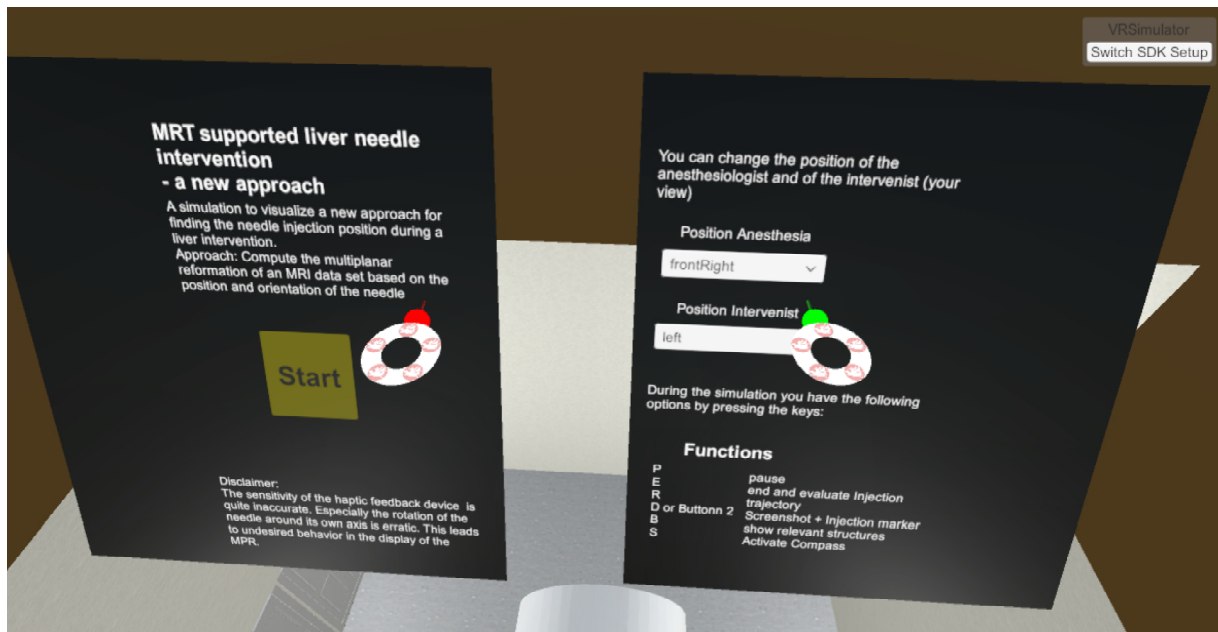 VRSimulator
Switch SDK Setup
MRT supported liver needle
intervention
- a new approach
A simulation to visualize a new approach for
finding the needle injection position during a
liver intervention.
Approach: Compute the multiplanar
reformation of an MRI data set based on the
position and orientation of the needle
Start
Disclaimer:
The sensitivity of the haptic feedback device is
quite inaccurate. Especially the rotation of the
needle around its own axis is erratic. This leads
to undesired behavior in the display of the
MPR.
You can change the position of the
anesthesiologist and of the intervenist (your
view)
Position Anesthesia
frontRight
Position Intervenist
left
During the simulation you have the following
options by pressing the keys:
Functions
P pause
E end and evaluate Injection
R trajectory
D or Buttonn 2 Screenshot + Injection marker
B show relevant structures
S Activate Compass